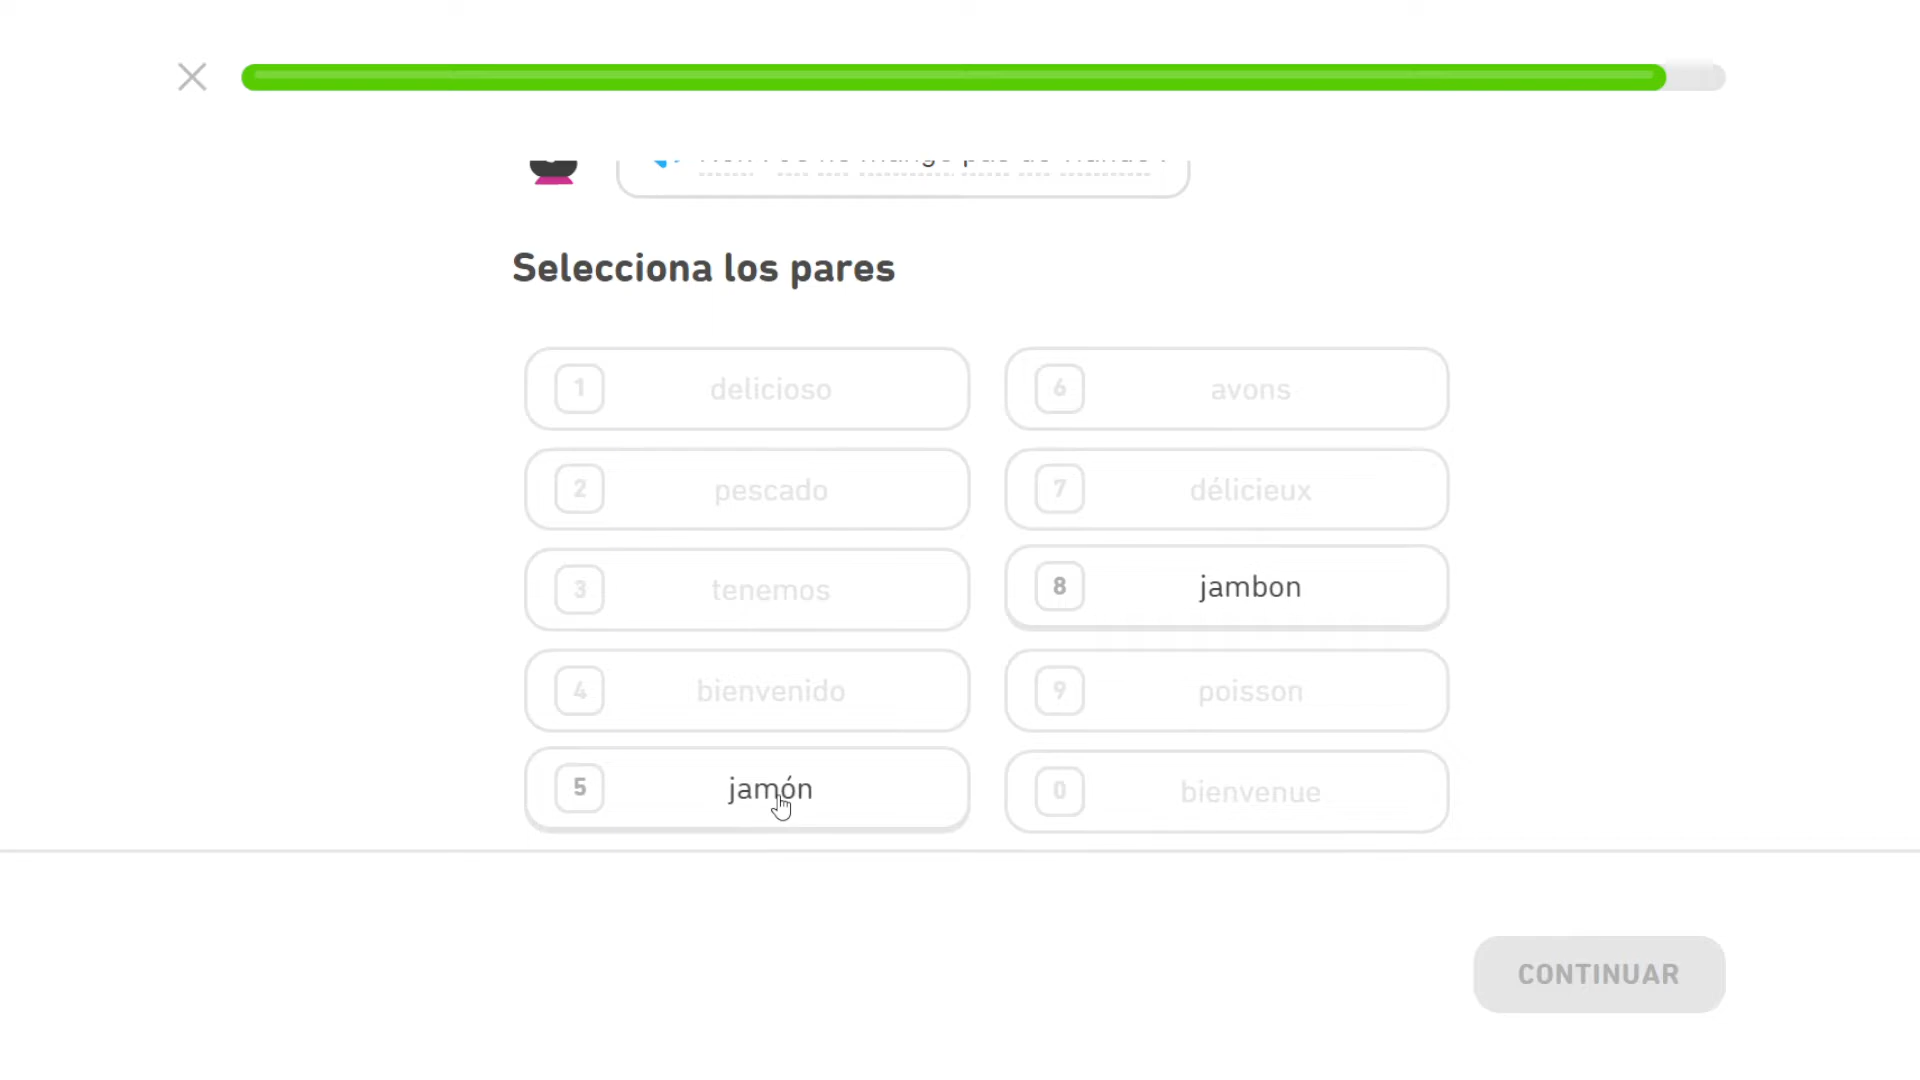 Selecciona los pares
1 delicioso
6 avons
2 pescado
7 délicieux
3 tenemos
8 jambon
4 bienvenido
9 poisson
5 jamón
0 bienvenue
CONTINUAR